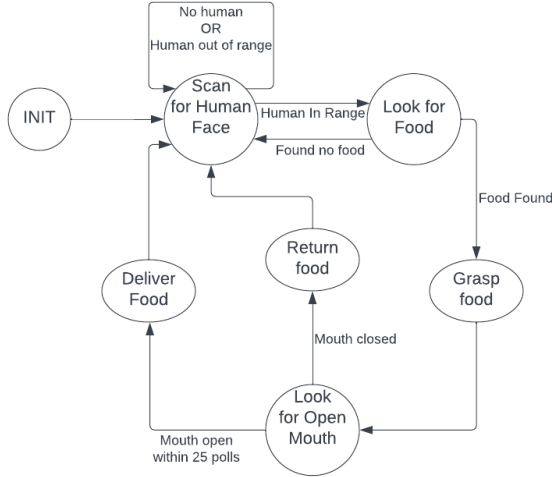 No human
OR
Human out of range
INIT
Scan
for Human
Face
Human In Range
Look for
Food
Found no food
Food Found
Deliver
Food
Return
food
Grasp
food
Mouth closed
Look
for Open
Mouth
Mouth open
within 25 polls